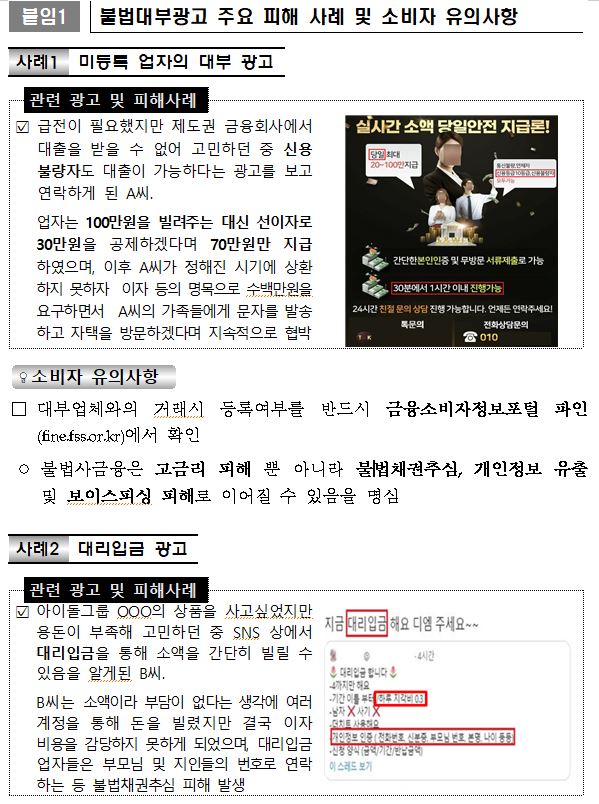 붙임1
불법대부광고 주요 피해 사례 및 소비자 유의사항
사례1 미등록 업자의 대부 광고
관련 광고 및 피해사례
☑ 급전이 필요했지만 제도권 금융회사에서
대출을 받을 수 없어 고민하던 중 신용
불량자도 대출이 가능하다는 광고를 보고
연락하게 된 A씨.
업자는 100만원을 빌려주는 대신 선이자로
30만원을 공제하겠다며 70만원만 지급
하였으며, 이후 A씨가 정해진 시기에 상환
하지 못하자 이자 등의 명목으로 수백만원을
요구하면서 A씨의 가족들에게 문자를 발송
하고 자택을 방문하겠다며 지속적으로 협박
실시간 소액 당일안전 지급론!
당일 최대
20~100만지급
통신불량,연체자
신용등급10등급,신용불량자
모두가능
간단한본인인증 및 무방문 서류제출로 가능
30분에서 1시간 이내 진행가능
24시간 친절 문의 상담 진행 가능합니다. 언제든 연락주세요!
톡문의
전화상담문의
T K
010
소비자 유의사항
□ 대부업체와의 거래시 등록여부를 반드시 금융소비자정보포털 파인
(fine.fss.or.kr)에서 확인
○ 불법사금융은 고금리 피해 뿐 아니라 불법채권추심, 개인정보 유출
및 보이스피싱 피해로 이어질 수 있음을 명심
사례2 대리입금 광고
관련 광고 및 피해사례
☑ 아이돌그룹 OOO의 상품을 사고싶었지만
용돈이 부족해 고민하던 중 SNS 상에서
대리입금을 통해 소액을 간단히 빌릴 수
있음을 알게된 B씨.
B씨는 소액이라 부담이 없다는 생각에 여러
계정을 통해 돈을 빌렸지만 결국 이자
비용을 감당하지 못하게 되었으며, 대리입금
업자들은 부모님 및 지인들의 번호로 연락
하는 등 불법채권추심 피해 발생
지금 대리입금 해요 디엠 주세요~~
· 4시간
대리입금 합니다
-4까지만 해요
-기간 이틀 부터 (하루 지각비 0.3
-남자 ❌ 사기 ❌
-더치트 사용해요
개인정보 인증 ( 전화번호, 신분증, 부모님 번호, 본명, 나이 등등)
-신청 양식 (금액/기간/반납금액)
이 스레드 보기